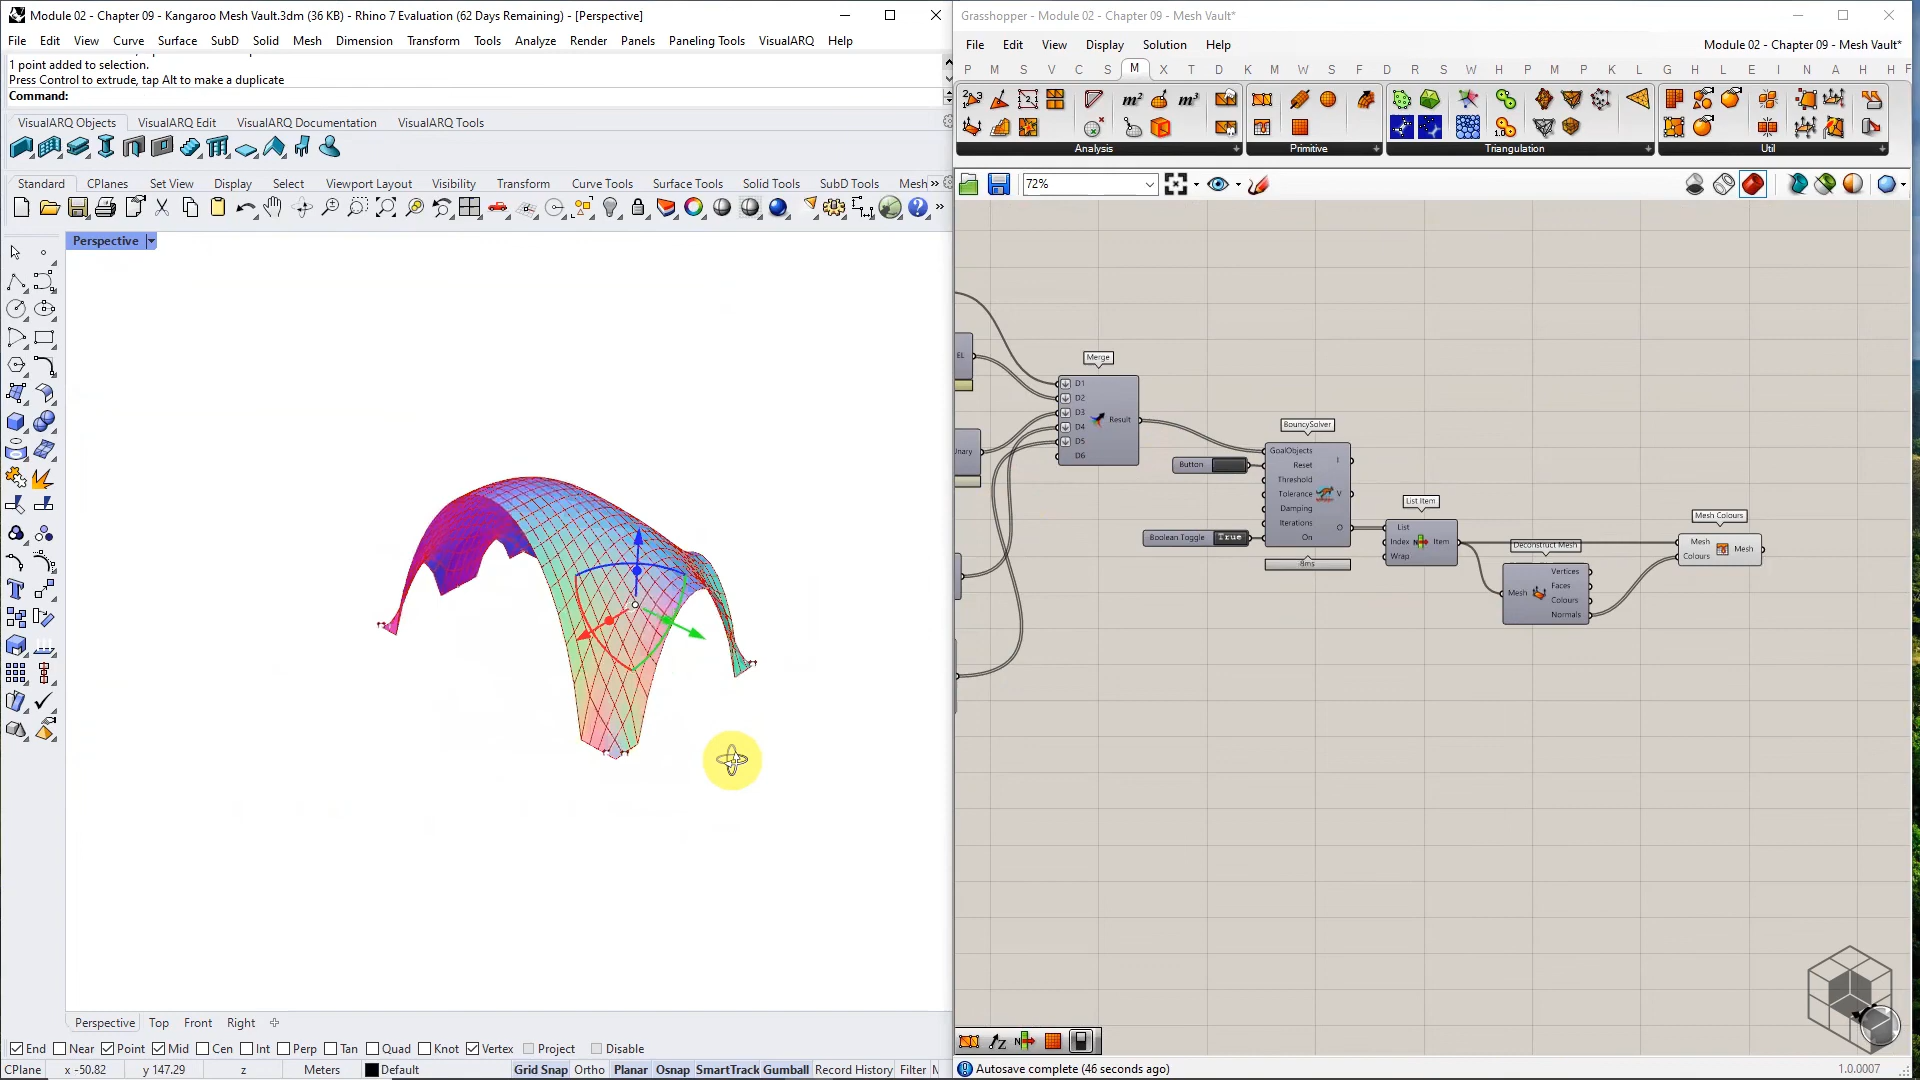 Module 02 - Chapter 09 - Kangaroo Mesh Vault.3dm (36 KB) - Rhino 7 Evaluation (62 Days Remaining) - [Perspective]
File Edit View Curve Surface SubD Solid Mesh Dimension Transform Tools Analyze Render Panels Paneling Tools VisualARQ Help
1 point added to selection.
Press Control to extrude, tap Alt to make a duplicate
Command:
VisualARQ Objects VisualARQ Edit VisualARQ Documentation VisualARQ Tools
Standard CPlanes Set View Display Select Viewport Layout Visibility Transform Curve Tools Surface Tools Solid Tools SubD Tools Mesh »
Perspective
Perspective Top Front Right
End Near Point Mid Cen Int Perp Tan Quad Knot Vertex Project Disable
CPlane x -50.82 y 147.29 z Meters Default Grid Snap Ortho Planar Osnap SmartTrack Gumball Record History Filter
Grasshopper - Module 02 - Chapter 09 - Mesh Vault*
File Edit View Display Solution Help
Module 02 - Chapter 09 - Mesh Vault*
P M S V C S M X T D K M W S F D R S W H P M P K L G H L E I N A H H F
Analysis Primitive Triangulation Util
72%
EL
Merge
D1
D2
D3
D4
D5
D6
Result
BouncySolver
GoalObjects
Reset
Threshold
Tolerance
Damping
Iterations
On
I
V
O
8ms
Button
Boolean Toggle True
List Item
List
Index
Wrap
Item
Deconstruct Mesh
Mesh
Vertices
Faces
Colours
Normals
Mesh Colours
Mesh
Colours
Mesh
Autosave complete (46 seconds ago)
1.0.0007